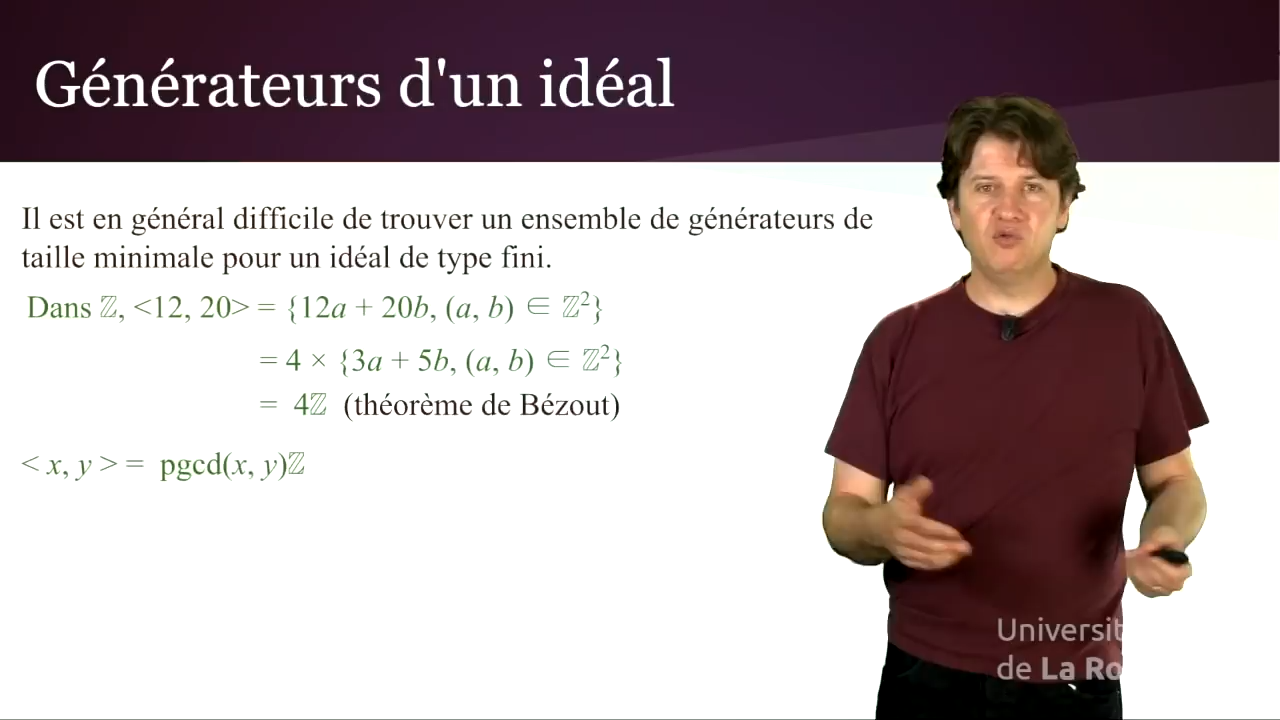 Générateurs d'un idéal
Il est en général difficile de trouver un ensemble de générateurs de
taille minimale pour un idéal de type fini.
Dans ℤ, <12, 20> = {12a + 20b, (a, b) ∈ ℤ²}
= 4 × {3a + 5b, (a, b) ∈ ℤ²}
= 4ℤ (théorème de Bézout)
< x, y > = pgcd(x, y)ℤ
Universit
de La Ro